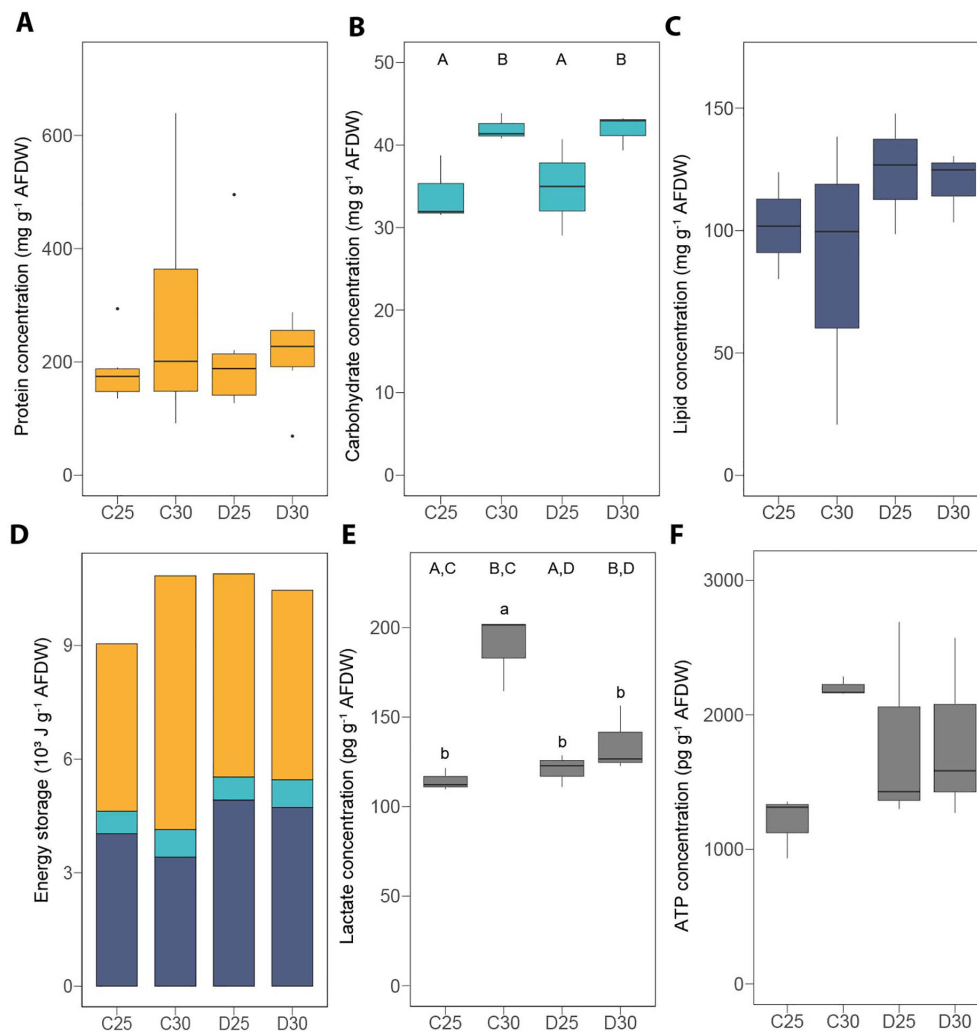 A
Protein concentration (mg g⁻¹ AFDW)
600
400
200
0
C25 C30 D25 D30
B
Carbohydrate concentration (mg g⁻¹ AFDW)
A B A B
50
40
30
20
10
0
C25 C30 D25 D30
C
Lipid concentration (mg g⁻¹ AFDW)
150
100
50
0
C25 C30 D25 D30
D
Energy storage (10³ J g⁻¹ AFDW)
9
6
3
0
C25 C30 D25 D30
E
Lactate concentration (pg g⁻¹ AFDW)
A,C B,C A,D B,D
a
b b b
200
150
100
50
0
C25 C30 D25 D30
F
ATP concentration (pg g⁻¹ AFDW)
3000
2000
1000
0
C25 C30 D25 D30